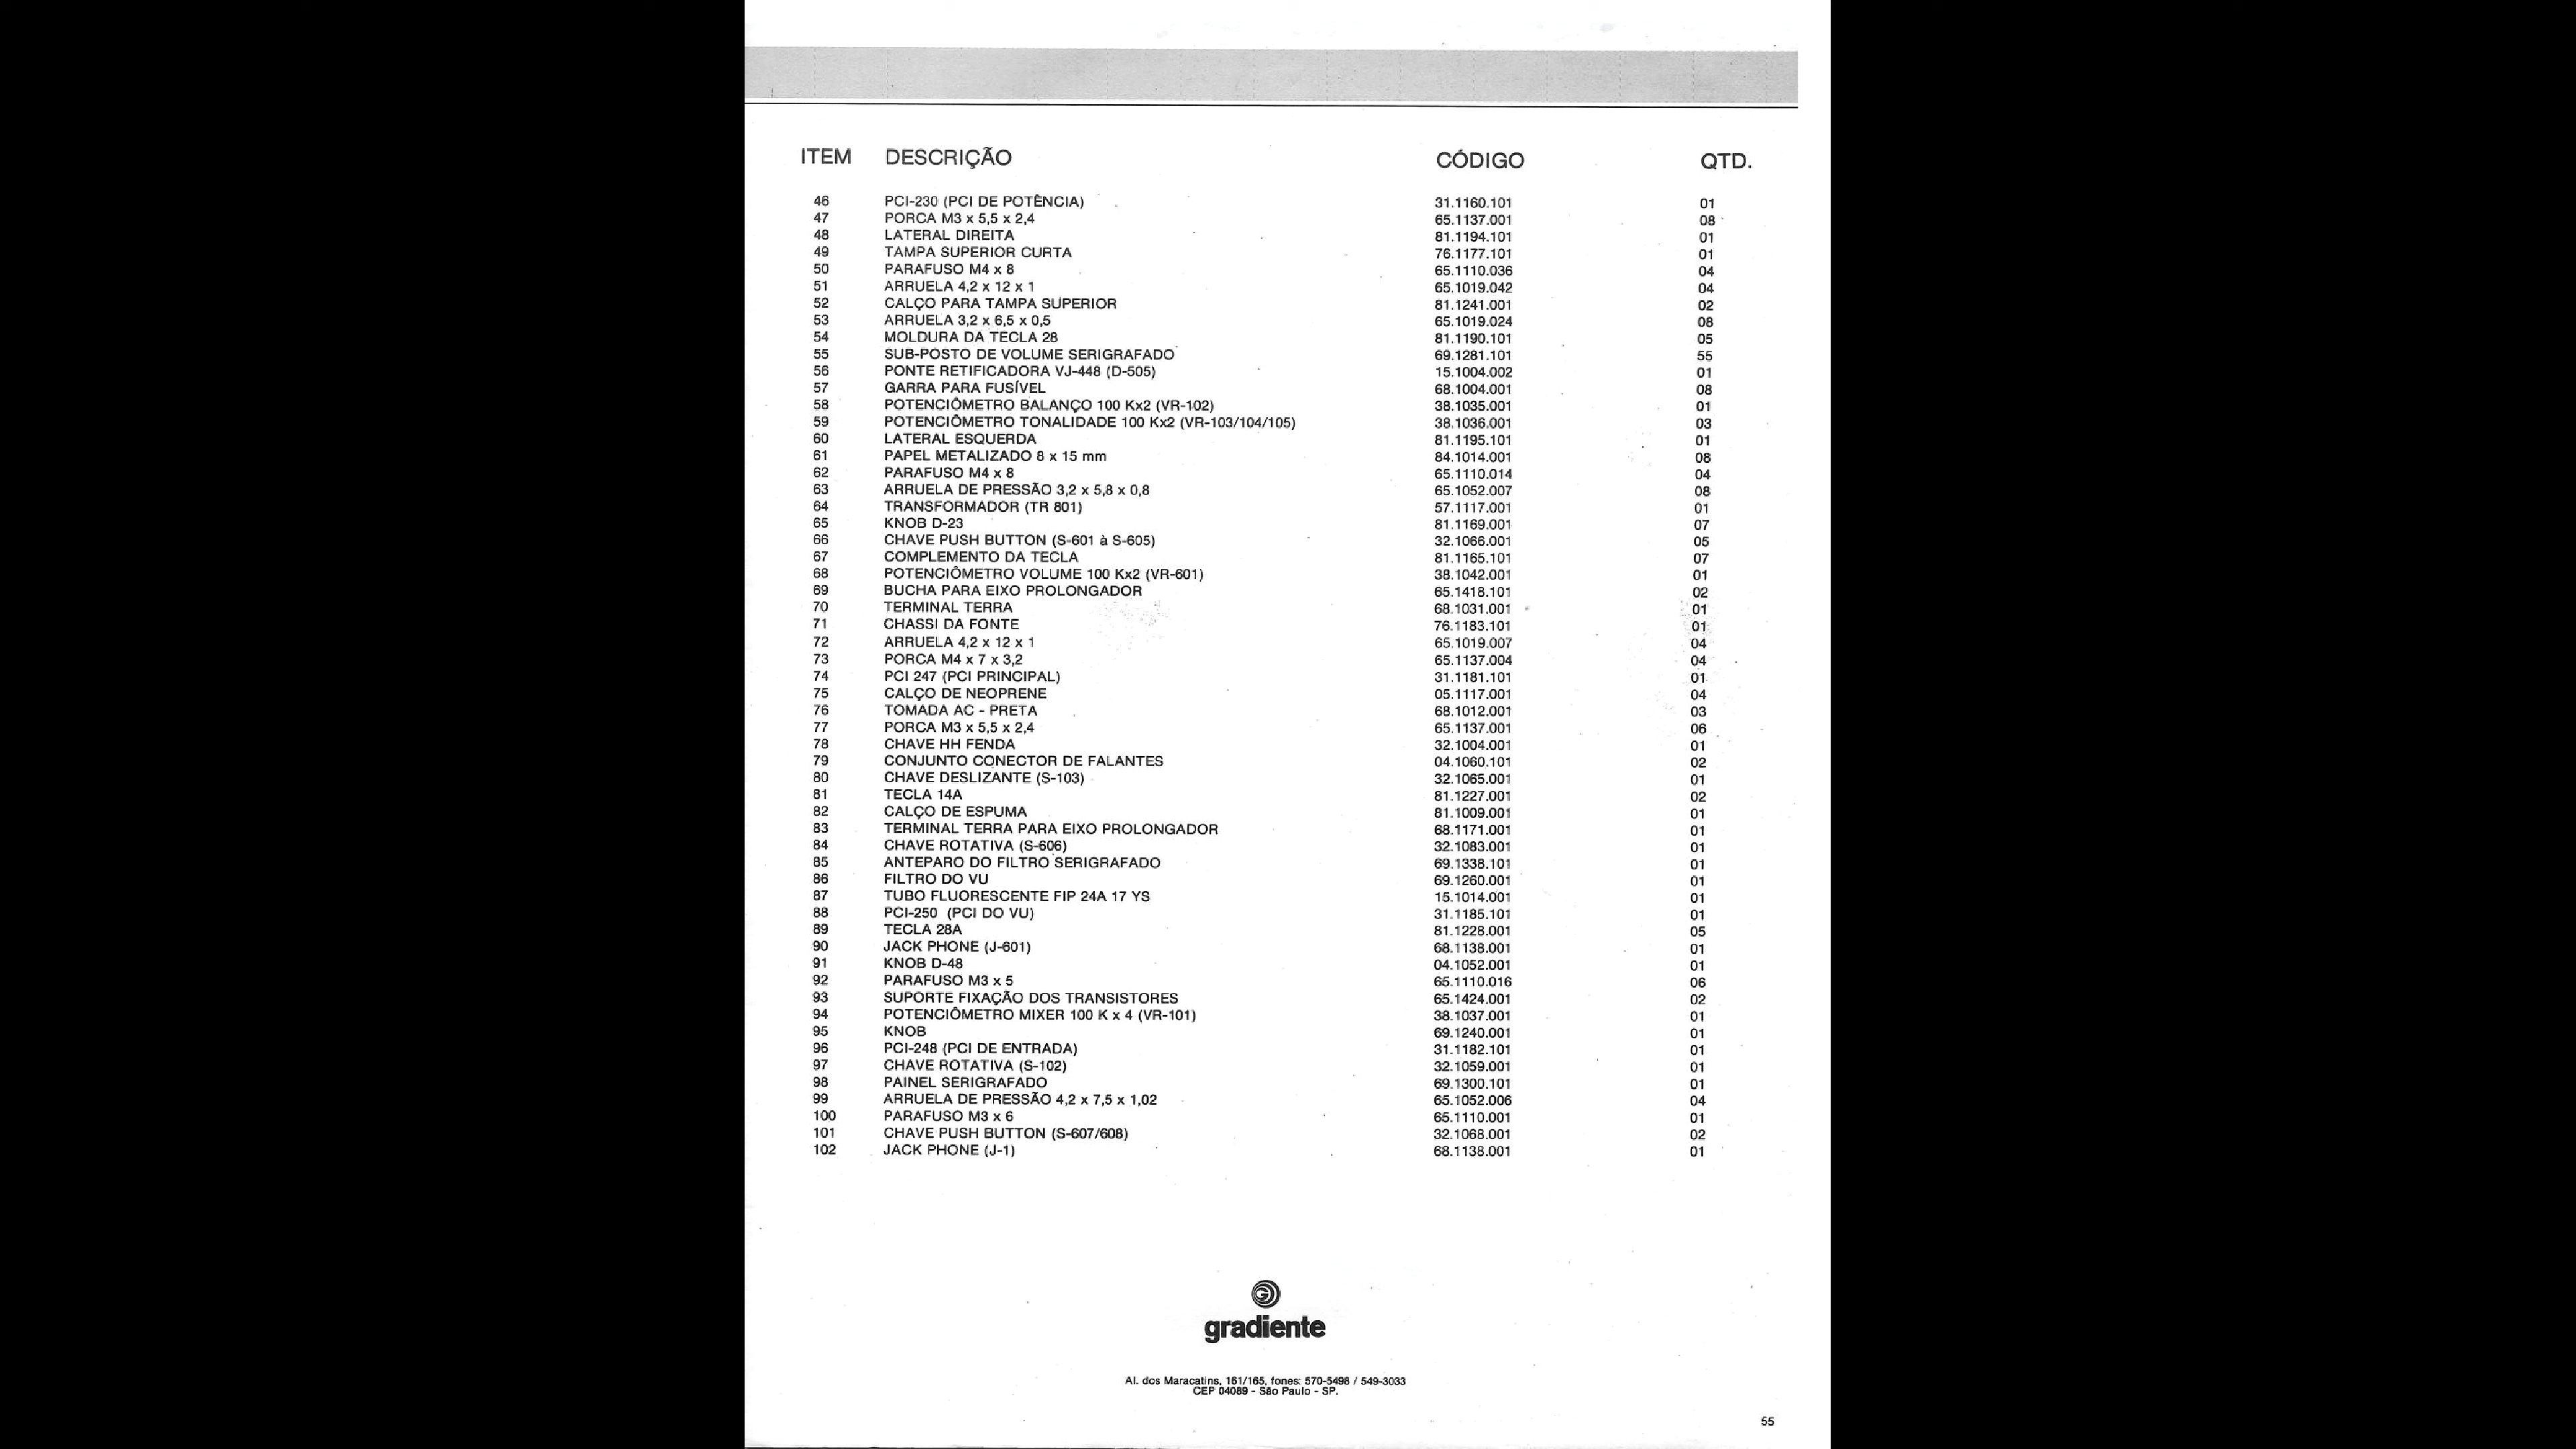 ITEM DESCRIÇÃO CÓDIGO QTD.
46 PCI-230 (PCI DE POTÊNCIA) 31.1160.101 01
47 PORCA M3 x 5,5 x 2,4 65.1137.001 08
48 LATERAL DIREITA 81.1194.101 01
49 TAMPA SUPERIOR CURTA 76.1177.101 01
50 PARAFUSO M4 x 8 65.1110.036 04
51 ARRUELA 4,2 x 12 x 1 65.1019.042 04
52 CALÇO PARA TAMPA SUPERIOR 81.1241.001 02
53 ARRUELA 3,2 x 6,5 x 0,5 65.1019.024 08
54 MOLDURA DA TECLA 28 81.1190.101 05
55 SUB-POSTO DE VOLUME SERIGRAFADO 69.1281.101 55
56 PONTE RETIFICADORA VJ-448 (D-505) 15.1004.002 01
57 GARRA PARA FUSÍVEL 68.1004.001 08
58 POTENCIÔMETRO BALANÇO 100 Kx2 (VR-102) 38.1035.001 01
59 POTENCIÔMETRO TONALIDADE 100 Kx2 (VR-103/104/105) 38.1036.001 03
60 LATERAL ESQUERDA 81.1195.101 01
61 PAPEL METALIZADO 8 x 15 mm 84.1014.001 08
62 PARAFUSO M4 x 8 65.1110.014 04
63 ARRUELA DE PRESSÃO 3,2 x 5,8 x 0,8 65.1052.007 08
64 TRANSFORMADOR (TR 801) 57.1117.001 01
65 KNOB D-23 81.1169.001 07
66 CHAVE PUSH BUTTON (S-601 à S-605) 32.1066.001 05
67 COMPLEMENTO DA TECLA 81.1165.101 07
68 POTENCIÔMETRO VOLUME 100 Kx2 (VR-601) 38.1042.001 01
69 BUCHA PARA EIXO PROLONGADOR 65.1418.101 02
70 TERMINAL TERRA 68.1031.001 01
71 CHASSI DA FONTE 76.1183.101 01
72 ARRUELA 4,2 x 12 x 1 65.1019.007 04
73 PORCA M4 x 7 x 3,2 65.1137.004 04
74 PCI 247 (PCI PRINCIPAL) 31.1181.101 01
75 CALÇO DE NEOPRENE 05.1117.001 04
76 TOMADA AC - PRETA 68.1012.001 03
77 PORCA M3 x 5,5 x 2,4 65.1137.001 06
78 CHAVE HH FENDA 32.1004.001 01
79 CONJUNTO CONECTOR DE FALANTES 04.1060.101 02
80 CHAVE DESLIZANTE (S-103) 32.1065.001 01
81 TECLA 14A 81.1227.001 02
82 CALÇO DE ESPUMA 81.1009.001 01
83 TERMINAL TERRA PARA EIXO PROLONGADOR 68.1171.001 01
84 CHAVE ROTATIVA (S-606) 32.1083.001 01
85 ANTEPARO DO FILTRO SERIGRAFADO 69.1338.101 01
86 FILTRO DO VU 69.1260.001 01
87 TUBO FLUORESCENTE FIP 24A 17 YS 15.1014.001 01
88 PCI-250 (PCI DO VU) 31.1185.101 01
89 TECLA 28A 81.1228.001 05
90 JACK PHONE (J-601) 68.1138.001 01
91 KNOB D-48 04.1052.001 01
92 PARAFUSO M3 x 5 65.1110.016 06
93 SUPORTE FIXAÇÃO DOS TRANSISTORES 65.1424.001 02
94 POTENCIÔMETRO MIXER 100 K x 4 (VR-101) 38.1037.001 01
95 KNOB 69.1240.001 01
96 PCI-248 (PCI DE ENTRADA) 31.1182.101 01
97 CHAVE ROTATIVA (S-102) 32.1059.001 01
98 PAINEL SERIGRAFADO 69.1300.101 01
99 ARRUELA DE PRESSÃO 4,2 x 7,5 x 1,02 65.1052.006 04
100 PARAFUSO M3 x 6 65.1110.001 01
101 CHAVE PUSH BUTTON (S-607/608) 32.1068.001 02
102 JACK PHONE (J-1) 68.1138.001 01
G
gradiente
Al. dos Maracatins, 161/165, fones: 570-5498 / 549-3033
CEP 04089 - São Paulo - SP.
55